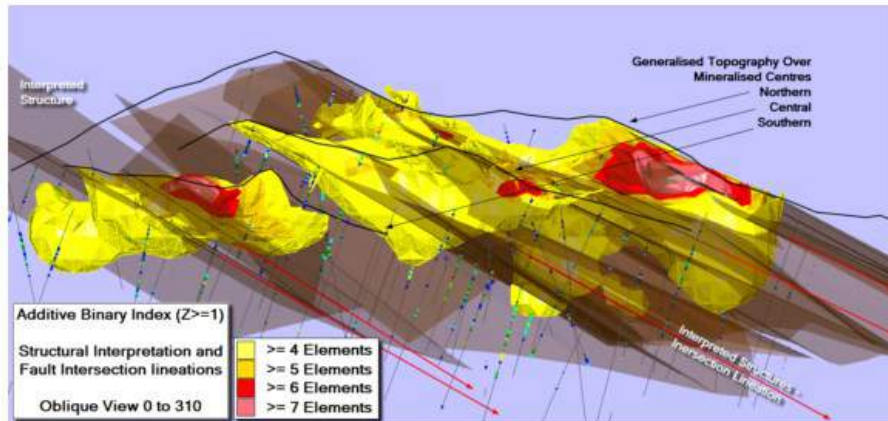 Interpreted
Structure
Generalised Topography Over
Mineralised Centres
Northern
Central
Southern
Additive Binary Index (Z>=1)
Structural Interpretation and
Fault Intersection lineations
Oblique View 0 to 310
>= 4 Elements
>= 5 Elements
>= 6 Elements
>= 7 Elements
Interpreted Structures -
Inersection Lineation